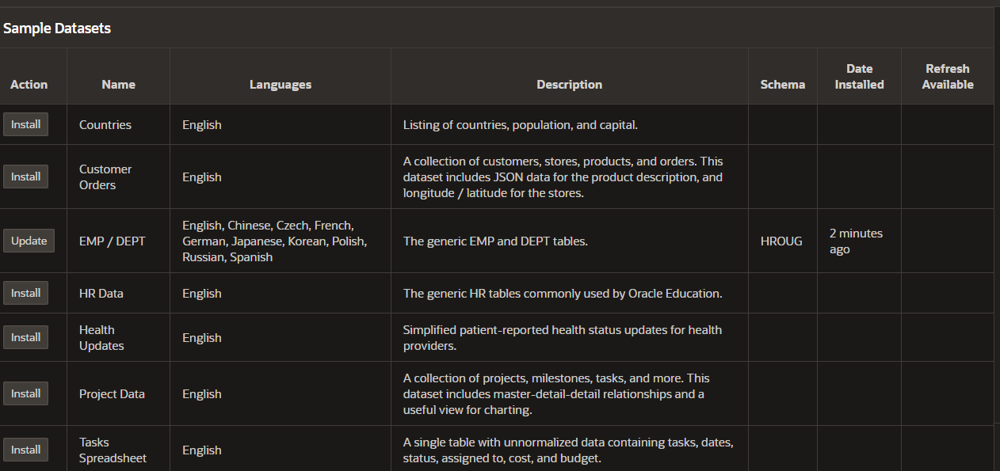 Sample Datasets
Action
Name
Languages
Description
Schema
Date
Installed
Refresh
Available
Install
Countries
English
Listing of countries, population, and capital.
Install
Customer
Orders
English
A collection of customers, stores, products, and orders. This
dataset includes JSON data for the product description, and
longitude / latitude for the stores.
Update
EMP / DEPT
English, Chinese, Czech, French,
German, Japanese, Korean, Polish,
Russian, Spanish
The generic EMP and DEPT tables.
HROUG
2 minutes
ago
Install
HR Data
English
The generic HR tables commonly used by Oracle Education.
Install
Health
Updates
English
Simplified patient-reported health status updates for health
providers.
Install
Project Data
English
A collection of projects, milestones, tasks, and more. This
dataset includes master-detail-detail relationships and a
useful view for charting.
Install
Tasks
Spreadsheet
English
A single table with unnormalized data containing tasks, dates,
status, assigned to, cost, and budget.